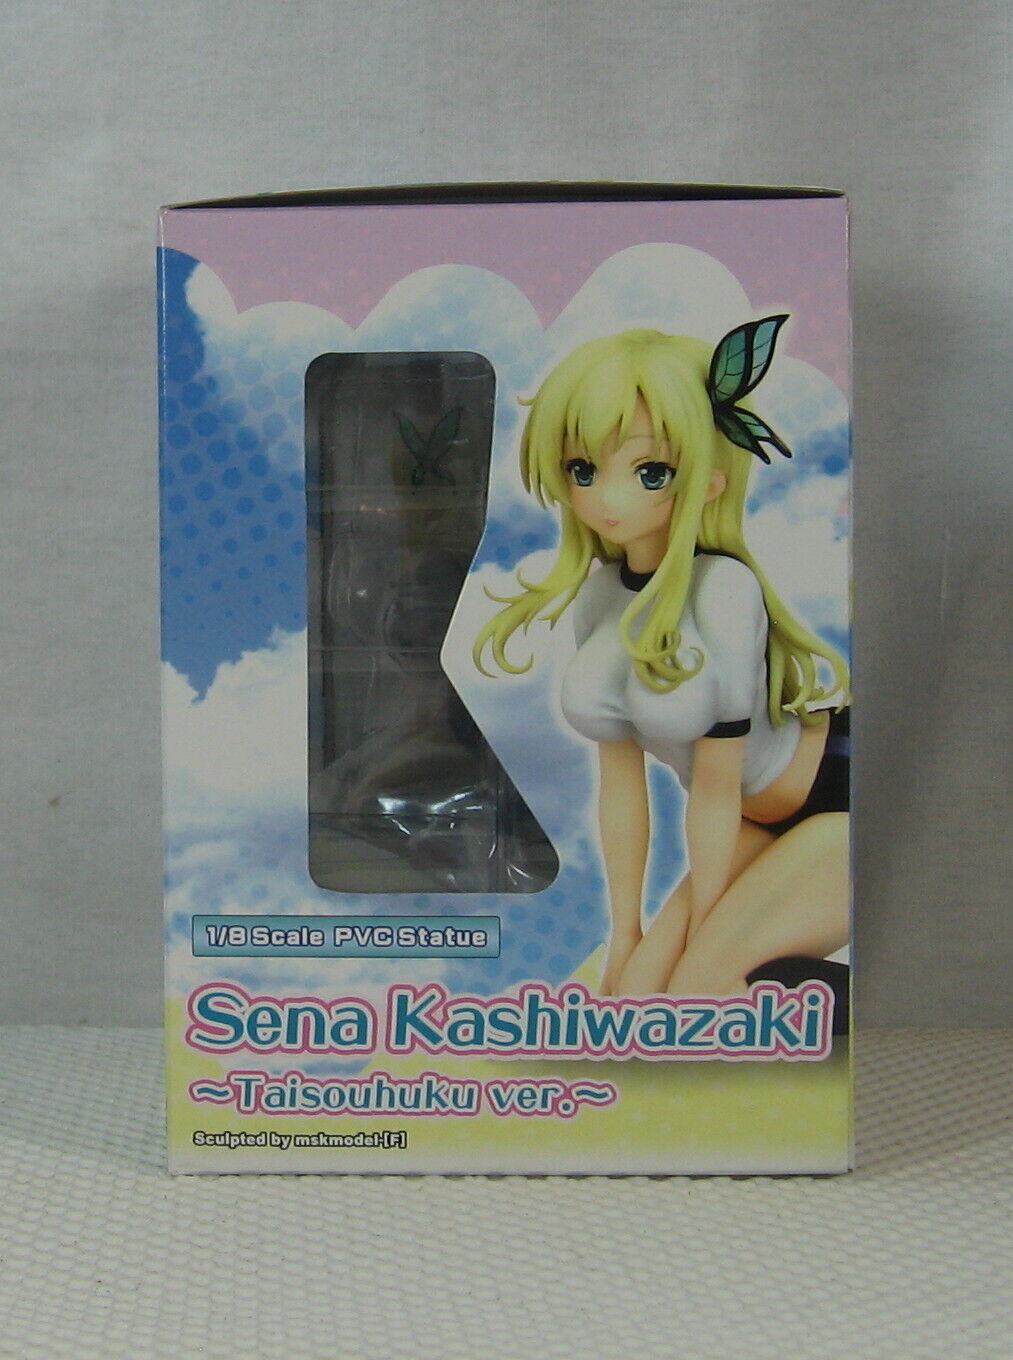 1/8 Scale PVC Statue
Sena Kashiwazaki
~Taisouhuku ver.~
Sculpted by mskmodel-[F]